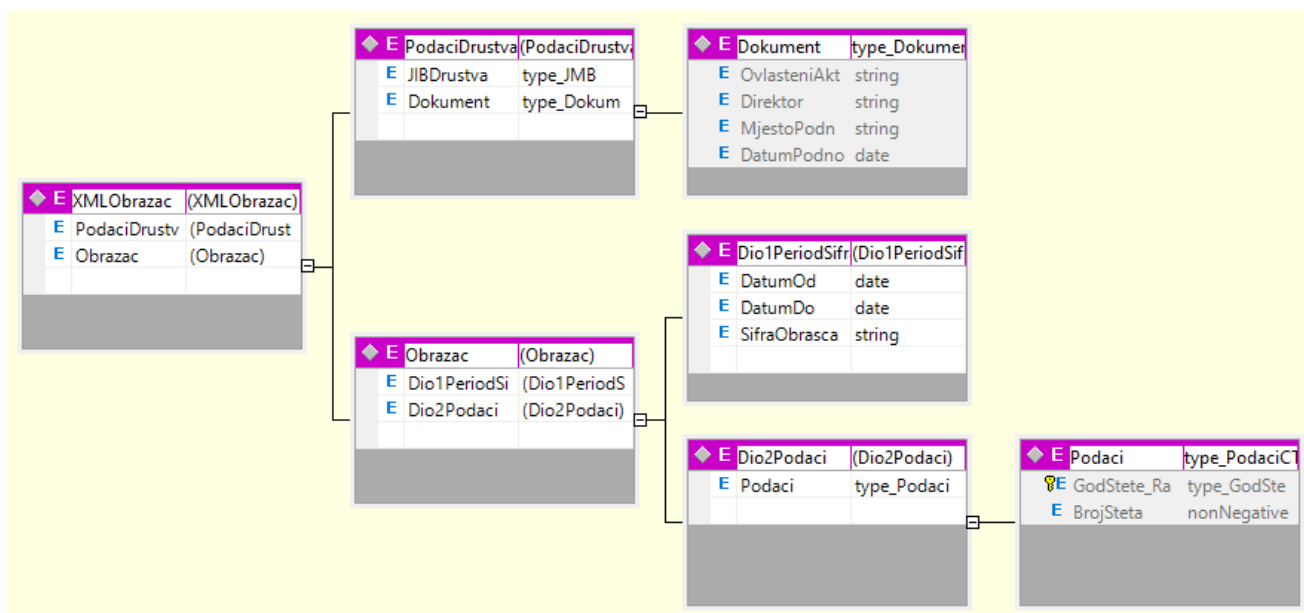 E XMLObrazac (XMLObrazac)
E PodaciDrustv (PodaciDrust
E Obrazac (Obrazac)
E PodaciDrustva (PodaciDrustva
E JIBDrustva type_JMB
E Dokument type_Dokum
E Dokument type_Dokumen
E OvlasteniAkt string
E Direktor string
E MjestoPodn string
E DatumPodno date
E Obrazac (Obrazac)
E Dio1PeriodSi (Dio1PeriodS
E Dio2Podaci (Dio2Podaci)
E Dio1PeriodSifr (Dio1PeriodSif
E DatumOd date
E DatumDo date
E SifraObrasca string
E Dio2Podaci (Dio2Podaci)
E Podaci type_Podaci
E Podaci type_PodaciCT
E GodStete_Ra type_GodSte
E BrojSteta nonNegative